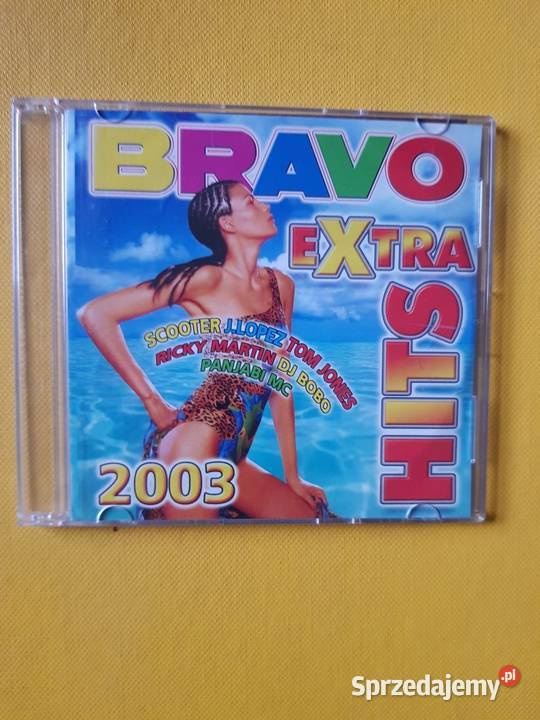 BRAVO
EXTRA
HITS
SCOOTER J.LOPEZ TOM JONES
RICKY MARTIN DJ BOBO
PANJABI MC
2003
Sprzedajemy.pl